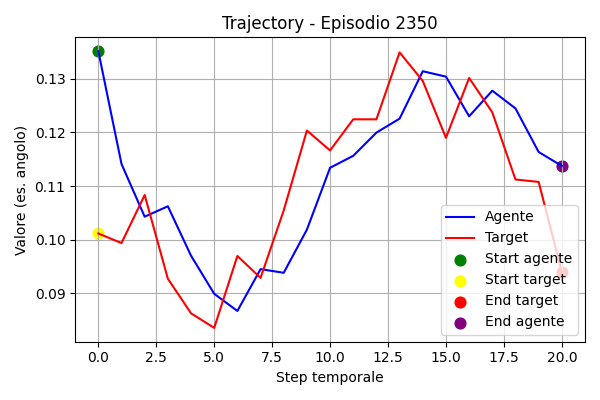 Trajectory - Episodio 2350
Valore (es. angolo)
0.13
0.12
0.11
0.10
0.09
Agente
Target
Start agente
Start target
End target
End agente
0.0 2.5 5.0 7.5 10.0 12.5 15.0 17.5 20.0
Step temporale